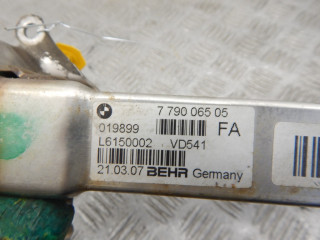 7 790 065 05
019899 FA
L6150002 VD541
21.03.07 BEHR Germany